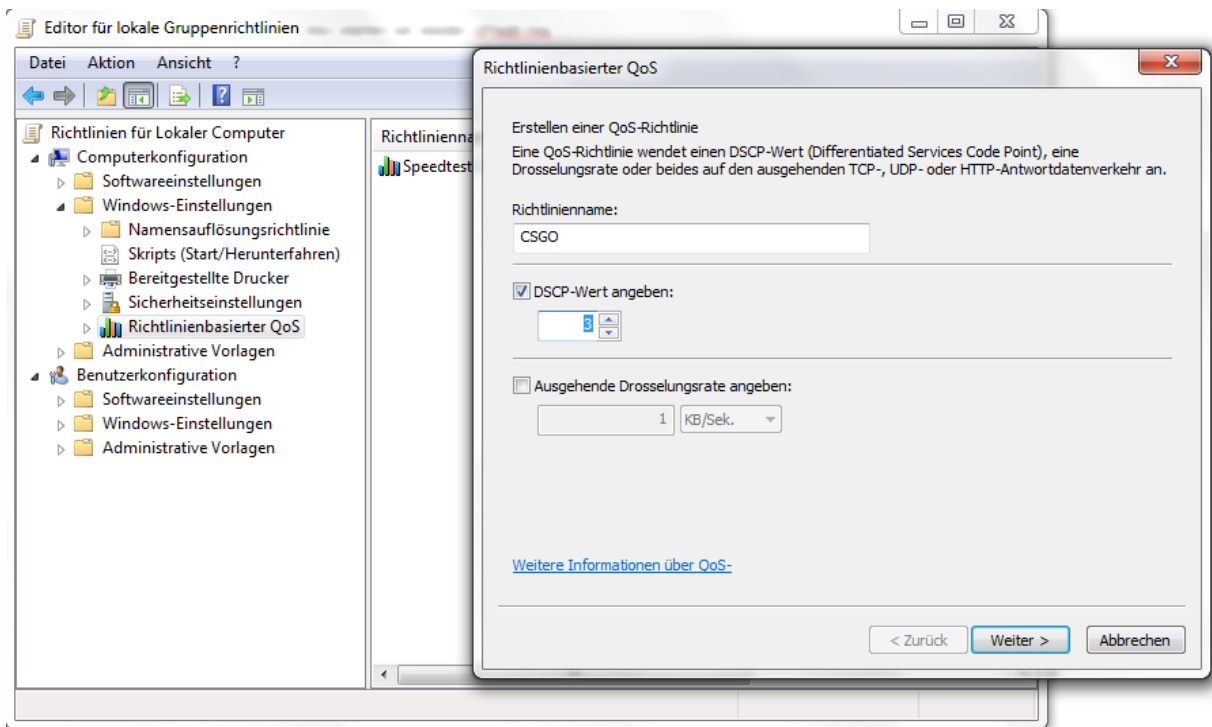 Editor für lokale Gruppenrichtlinien
Datei Aktion Ansicht ?
Richtlinien für Lokaler Computer
Computerkonfiguration
Softwareeinstellungen
Windows-Einstellungen
Namensauflösungsrichtlinie
Skripts (Start/Herunterfahren)
Bereitgestellte Drucker
Sicherheitseinstellungen
Richtlinienbasierter QoS
Administrative Vorlagen
Benutzerkonfiguration
Softwareeinstellungen
Windows-Einstellungen
Administrative Vorlagen
Richtlinienna
Speedtest
Richtlinienbasierter QoS
Erstellen einer QoS-Richtlinie
Eine QoS-Richtlinie wendet einen DSCP-Wert (Differentiated Services Code Point), eine
Drosselungsrate oder beides auf den ausgehenden TCP-, UDP- oder HTTP-Antwortdatenverkehr an.
Richtlinienname:
CSGO
DSCP-Wert angeben:
3
Ausgehende Drosselungsrate angeben:
1 KB/Sek.
Weitere Informationen über QoS-
< Zurück Weiter > Abbrechen